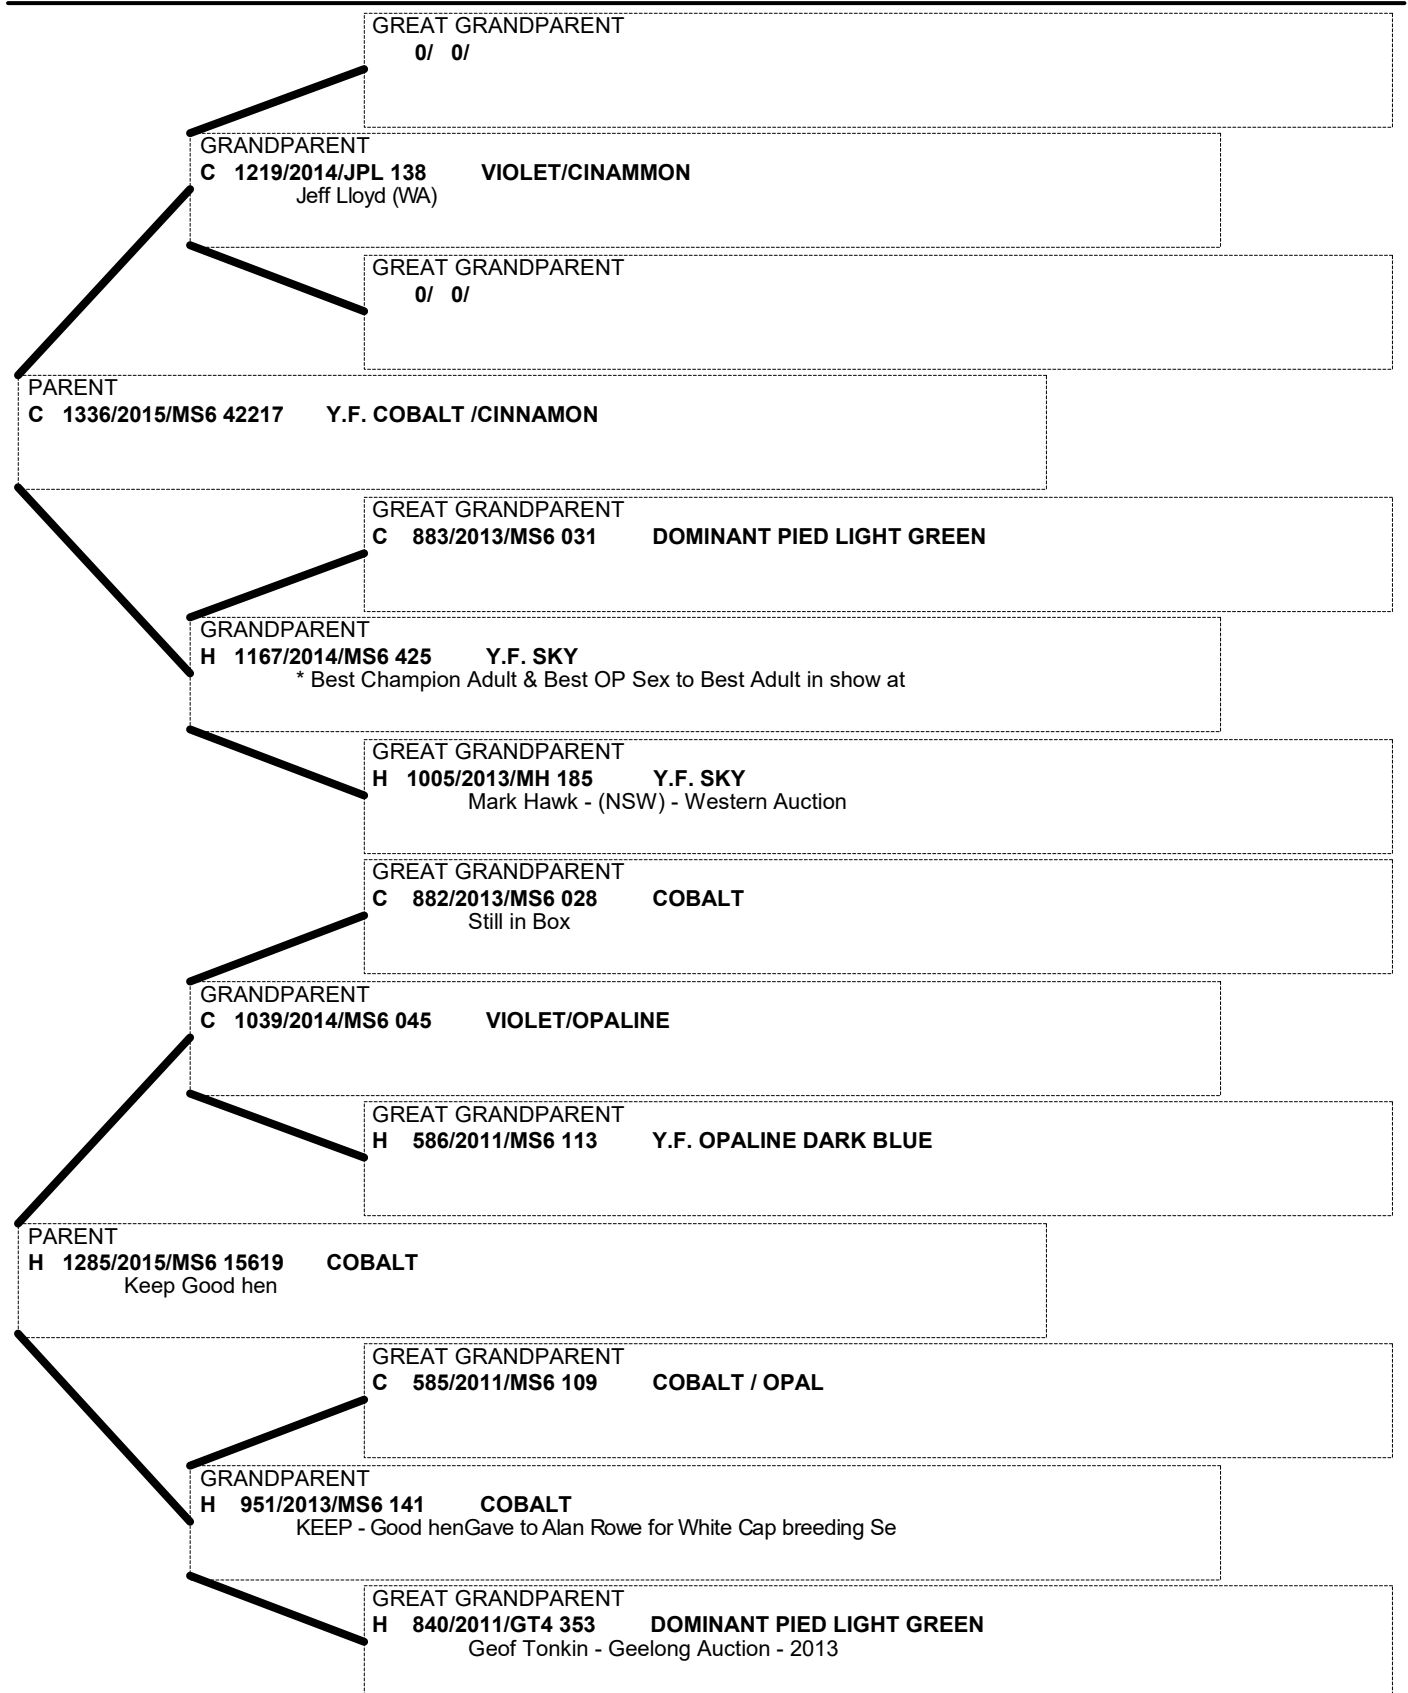 GREAT GRANDPARENT
0/ 0/
GRANDPARENT
C 1219/2014/JPL 138 VIOLET/CINAMMON
Jeff Lloyd (WA)
GREAT GRANDPARENT
0/ 0/
PARENT
C 1336/2015/MS6 42217 Y.F. COBALT /CINNAMON
GREAT GRANDPARENT
C 883/2013/MS6 031 DOMINANT PIED LIGHT GREEN
GRANDPARENT
H 1167/2014/MS6 425 Y.F. SKY
* Best Champion Adult & Best OP Sex to Best Adult in show at
GREAT GRANDPARENT
H 1005/2013/MH 185 Y.F. SKY
Mark Hawk - (NSW) - Western Auction
GREAT GRANDPARENT
C 882/2013/MS6 028 COBALT
Still in Box
GRANDPARENT
C 1039/2014/MS6 045 VIOLET/OPALINE
GREAT GRANDPARENT
H 586/2011/MS6 113 Y.F. OPALINE DARK BLUE
PARENT
H 1285/2015/MS6 15619 COBALT
Keep Good hen
GREAT GRANDPARENT
C 585/2011/MS6 109 COBALT / OPAL
GRANDPARENT
H 951/2013/MS6 141 COBALT
KEEP - Good henGave to Alan Rowe for White Cap breeding Se
GREAT GRANDPARENT
H 840/2011/GT4 353 DOMINANT PIED LIGHT GREEN
Geof Tonkin - Geelong Auction - 2013